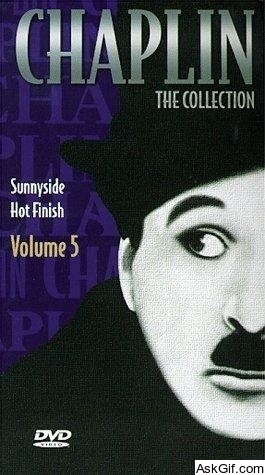 CHAPLIN
THE COLLECTION
Sunnyside
Hot Finish
Volume 5
DVD
VIDEO
AskGif.com